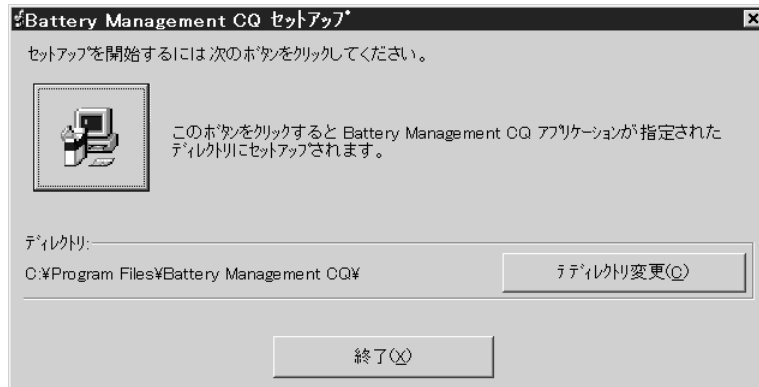 Battery Management CQ セットアップ
セットアップを開始するには次のボタンをクリックしてください。
このボタンをクリックすると Battery Management CQ アプリケーションが指定された
ディレクトリにセットアップされます。
ディレクトリ:
C:¥Program Files¥Battery Management CQ¥
テディレクトリ変更(C)
終了(X)